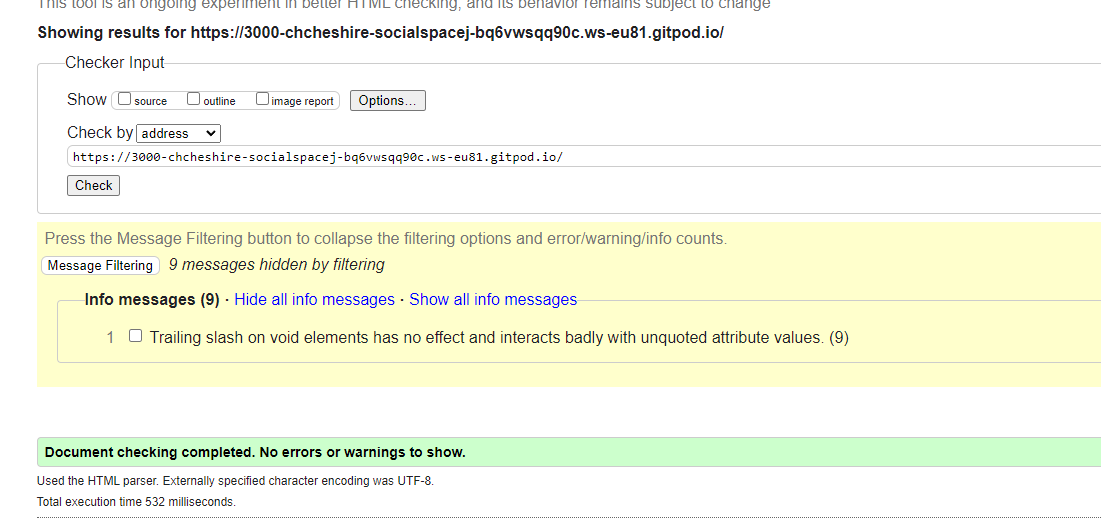 This tool is an ongoing experiment in better HTML checking, and its behavior remains subject to change
Showing results for https://3000-chcheshire-socialspacej-bq6vwsqq90c.ws-eu81.gitpod.io/
Checker Input
Show source outline image report Options...
Check by address
https://3000-chcheshire-socialspacej-bq6vwsqq90c.ws-eu81.gitpod.io/
Check
Press the Message Filtering button to collapse the filtering options and error/warning/info counts.
Message Filtering 9 messages hidden by filtering
Info messages (9) · Hide all info messages · Show all info messages
1 Trailing slash on void elements has no effect and interacts badly with unquoted attribute values. (9)
Document checking completed. No errors or warnings to show.
Used the HTML parser. Externally specified character encoding was UTF-8.
Total execution time 532 milliseconds.